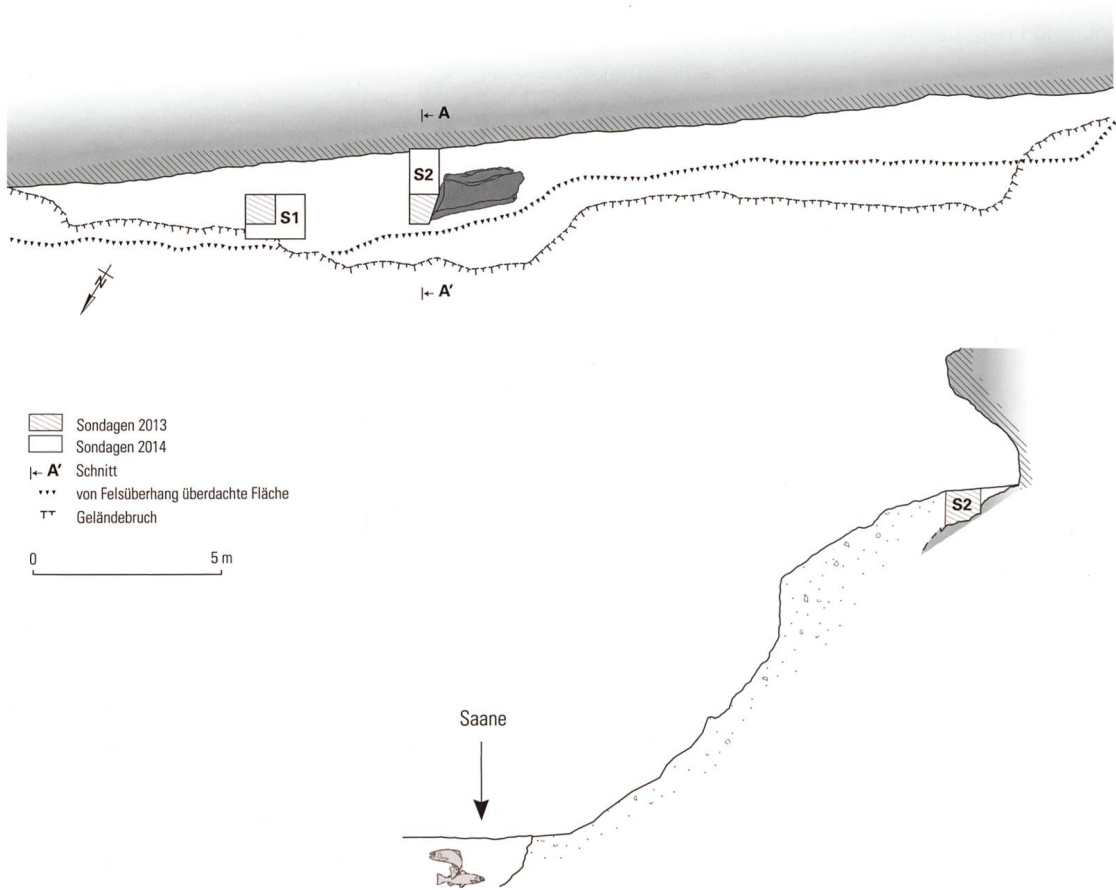 A
S2
S1
N
A'
Sondagen 2013
Sondagen 2014
A' Schnitt
von Felsüberhang überdachte Fläche
Geländebruch
0 5 m
S2
Saane